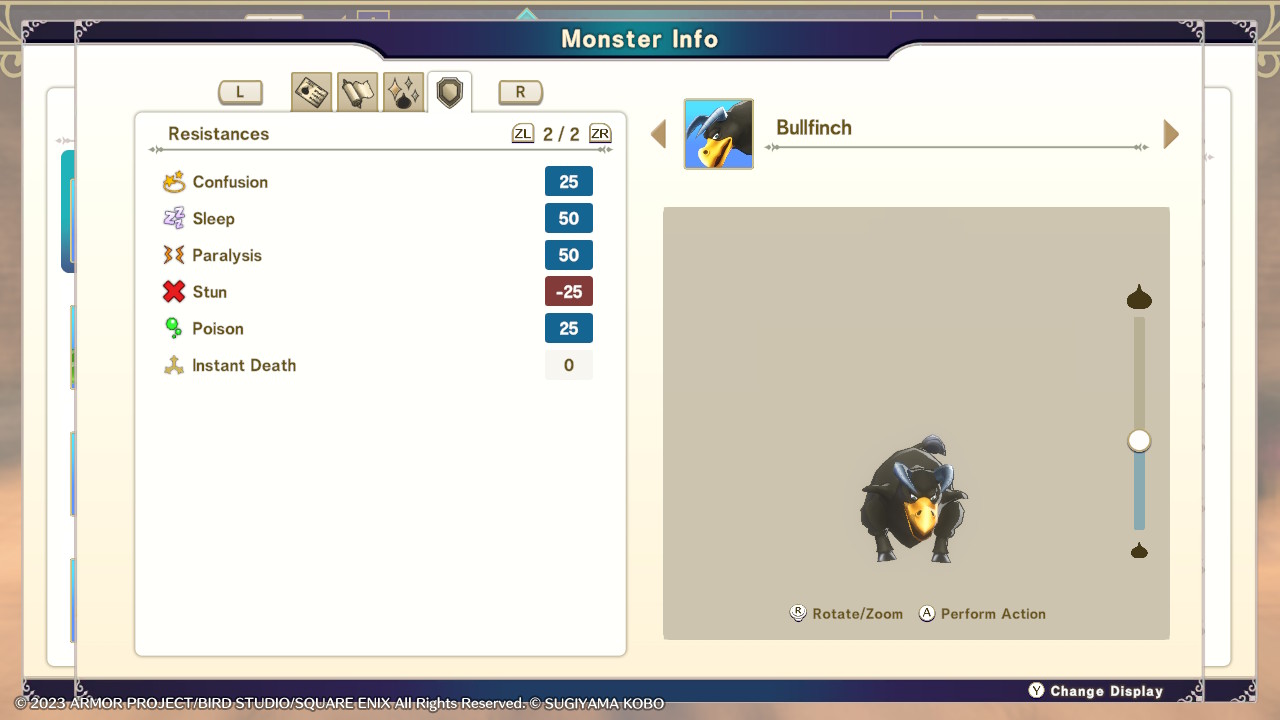 Monster Info
L
R
Resistances
ZL 2 / 2 ZR
Bullfinch
Confusion 25
Sleep 50
Paralysis 50
Stun -25
Poison 25
Instant Death 0
R Rotate/Zoom A Perform Action
Y Change Display
© 2023 ARMOR PROJECT/BIRD STUDIO/SQUARE ENIX All Rights Reserved. © SUGIYAMA KOBO